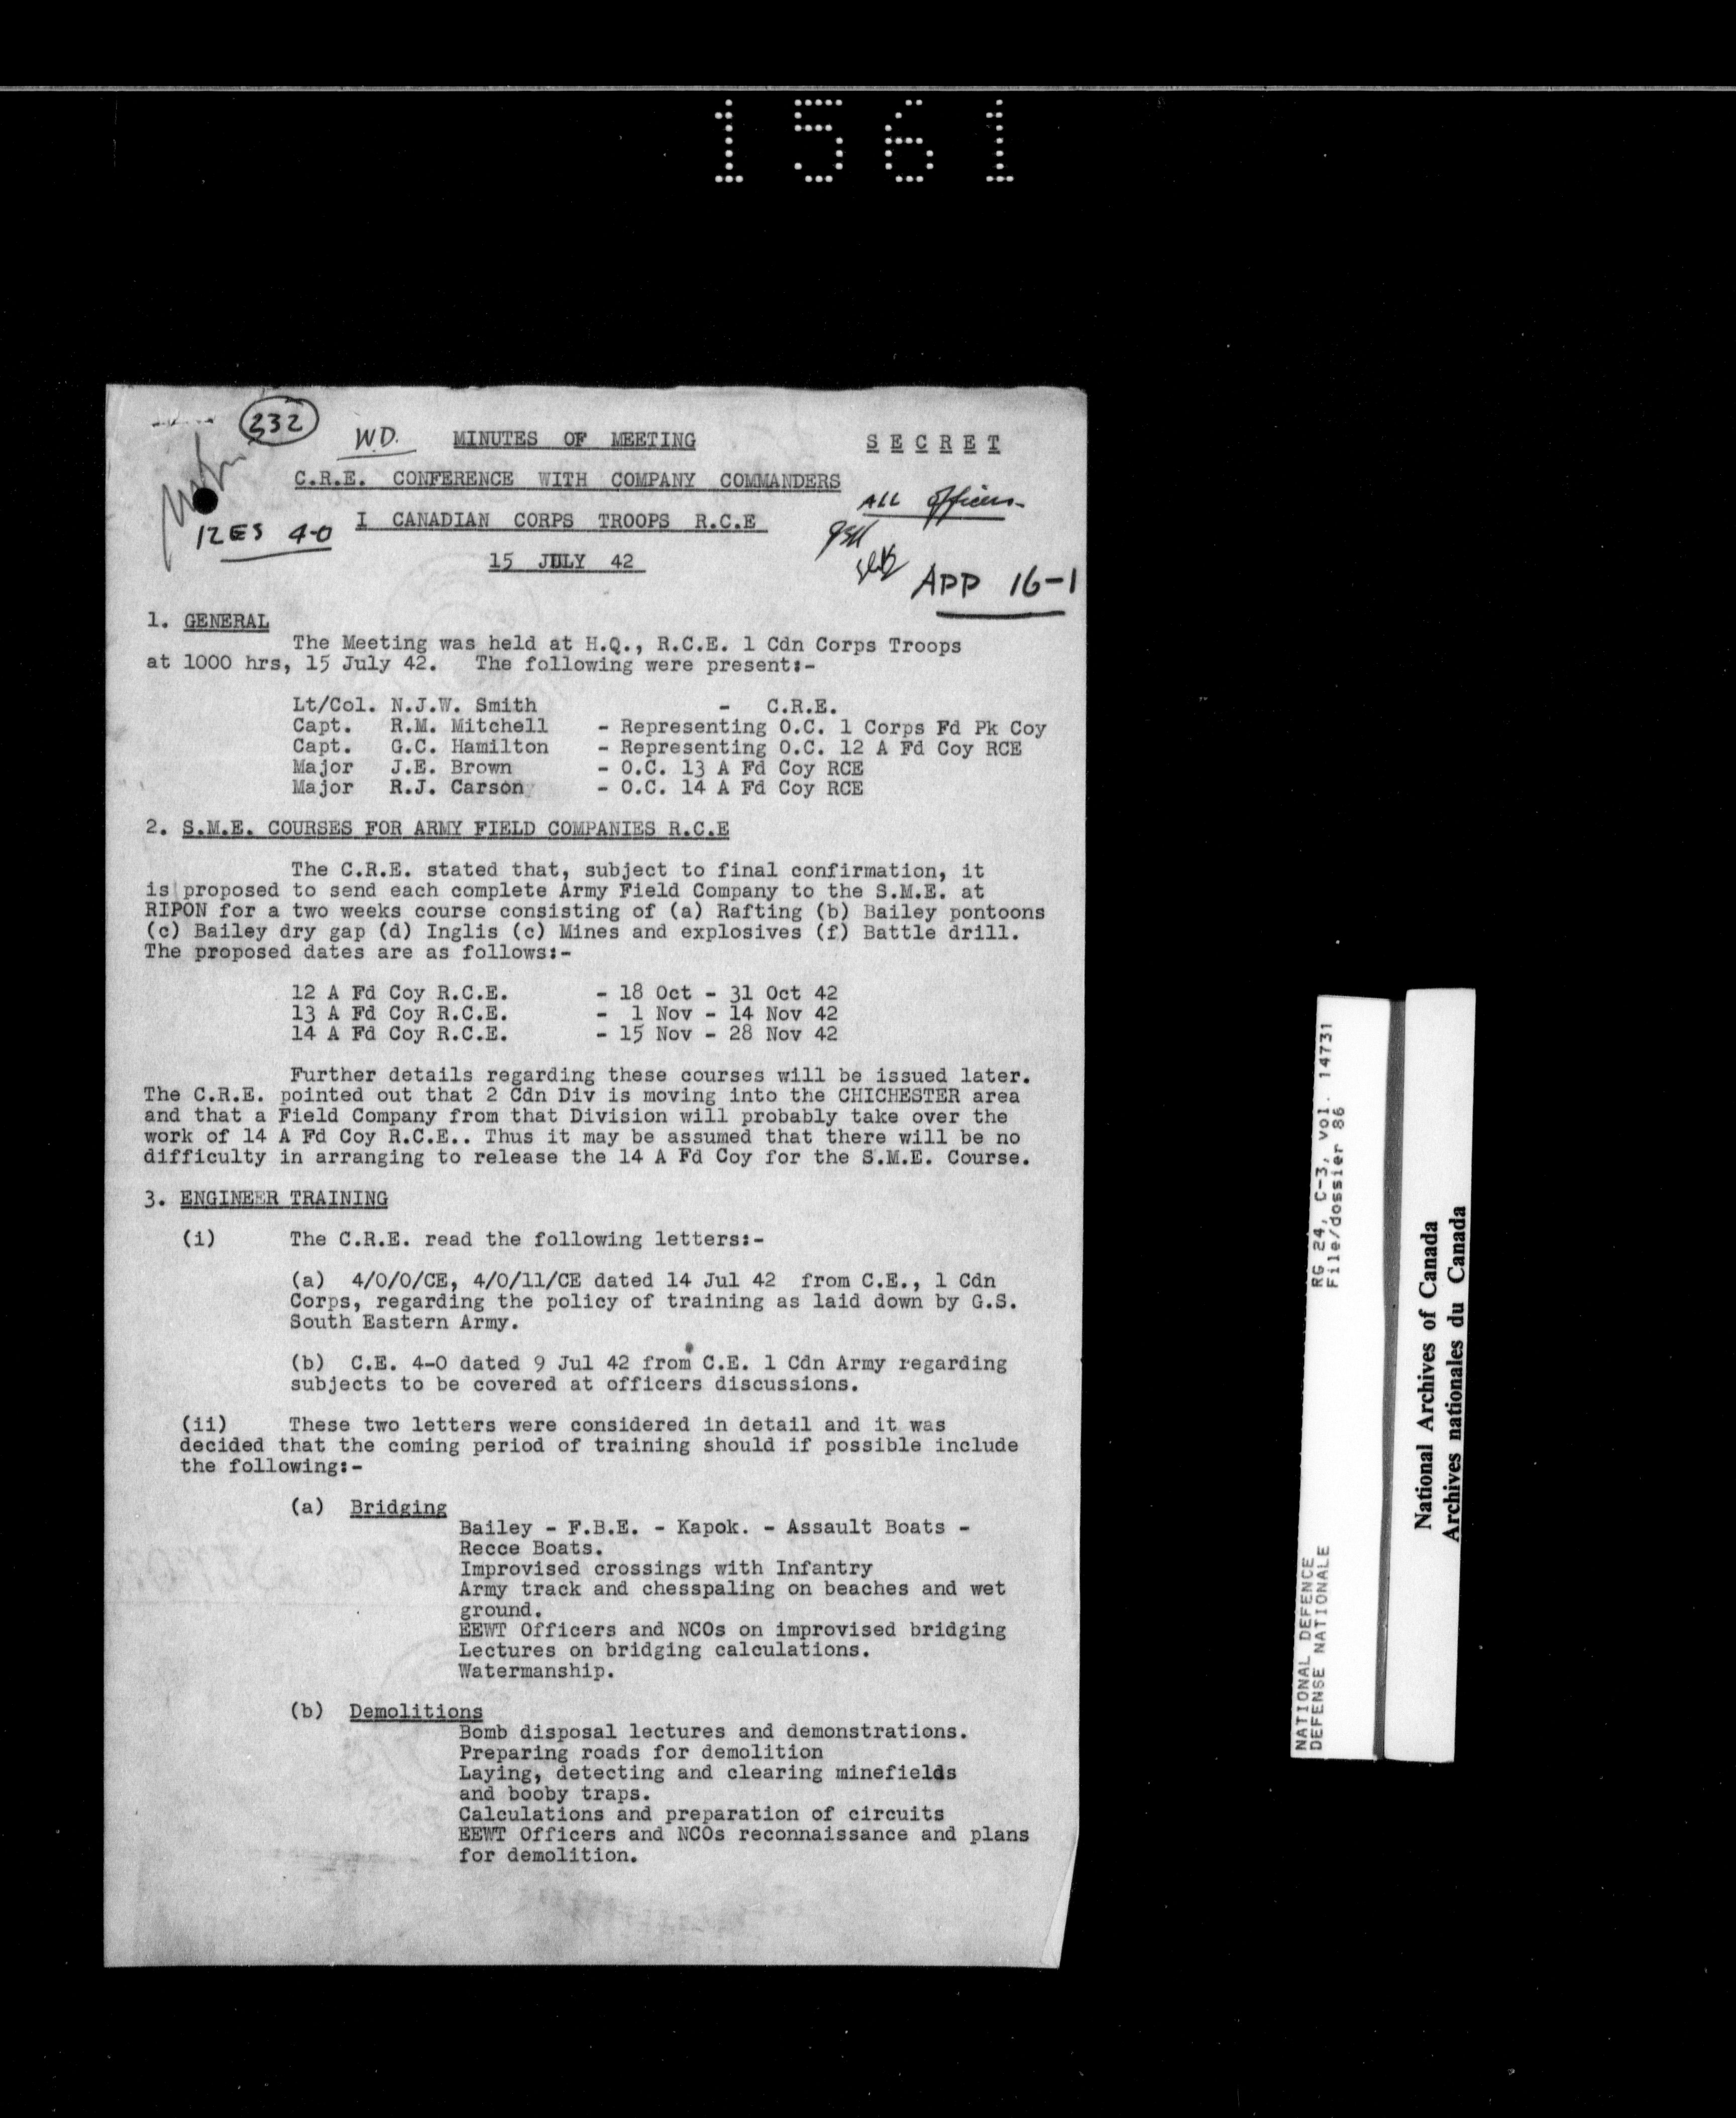 1561
232
W.D.
MINUTES OF MEETING
S E C R E T
C.R.E. CONFERENCE WITH COMPANY COMMANDERS
ALL Officers
12ES 4-0
I CANADIAN CORPS TROOPS R.C.E
15 JULY 42
APP 16-1
1. GENERAL
The Meeting was held at H.Q., R.C.E. 1 Cdn Corps Troops
at 1000 hrs, 15 July 42. The following were present:-
Lt/Col. N.J.W. Smith - C.R.E.
Capt. R.M. Mitchell - Representing O.C. 1 Corps Fd Pk Coy
Capt. G.C. Hamilton - Representing O.C. 12 A Fd Coy RCE
Major J.E. Brown - O.C. 13 A Fd Coy RCE
Major R.J. Carson - O.C. 14 A Fd Coy RCE
2. S.M.E. COURSES FOR ARMY FIELD COMPANIES R.C.E
The C.R.E. stated that, subject to final confirmation, it
is proposed to send each complete Army Field Company to the S.M.E. at
RIPON for a two weeks course consisting of (a) Rafting (b) Bailey pontoons
(c) Bailey dry gap (d) Inglis (c) Mines and explosives (f) Battle drill.
The proposed dates are as follows:-
12 A Fd Coy R.C.E. - 18 Oct - 31 Oct 42
13 A Fd Coy R.C.E. - 1 Nov - 14 Nov 42
14 A Fd Coy R.C.E. - 15 Nov - 28 Nov 42
Further details regarding these courses will be issued later.
The C.R.E. pointed out that 2 Cdn Div is moving into the CHICHESTER area
and that a Field Company from that Division will probably take over the
work of 14 A Fd Coy R.C.E.. Thus it may be assumed that there will be no
difficulty in arranging to release the 14 A Fd Coy for the S.M.E. Course.
3. ENGINEER TRAINING
(i) The C.R.E. read the following letters:-
(a) 4/0/0/CE, 4/0/11/CE dated 14 Jul 42 from C.E., 1 Cdn
Corps, regarding the policy of training as laid down by G.S.
South Eastern Army.
(b) C.E. 4-0 dated 9 Jul 42 from C.E. 1 Cdn Army regarding
subjects to be covered at officers discussions.
(ii) These two letters were considered in detail and it was
decided that the coming period of training should if possible include
the following:-
(a) Bridging
Bailey - F.B.E. - Kapok. - Assault Boats -
Recce Boats.
Improvised crossings with Infantry
Army track and chesspaling on beaches and wet
ground.
EEWT Officers and NCOs on improvised bridging
Lectures on bridging calculations.
Watermanship.
(b) Demolitions
Bomb disposal lectures and demonstrations.
Preparing roads for demolition
Laying, detecting and clearing minefields
and booby traps.
Calculations and preparation of circuits
EEWT Officers and NCOs reconnaissance and plans
for demolition.
NATIONAL DEFENCE RG 24, C-3, vol. 14731
DEFENSE NATIONALE File/dossier 86
National Archives of Canada
Archives nationales du Canada